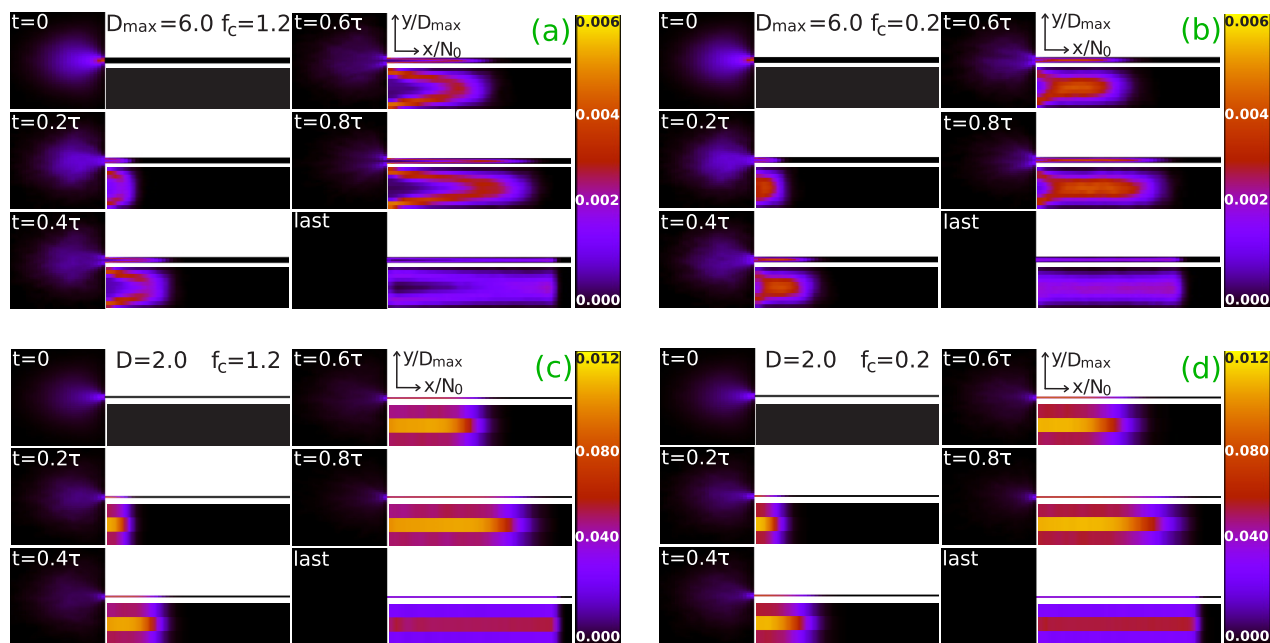 t=0 Dmax=6.0 fc=1.2 t=0.6τ y/Dmax (a) 0.006
x/N0
t=0.2τ t=0.8τ 0.004
0.002
t=0.4τ last
0.000
t=0 Dmax=6.0 fc=0.2 t=0.6τ y/Dmax (b) 0.006
x/N0
t=0.2τ t=0.8τ 0.004
0.002
t=0.4τ last
0.000
t=0 D=2.0 fc=1.2 t=0.6τ y/Dmax (c) 0.012
x/N0
t=0.2τ t=0.8τ 0.080
0.040
t=0.4τ last
0.000
t=0 D=2.0 fc=0.2 t=0.6τ y/Dmax (d) 0.012
x/N0
t=0.2τ t=0.8τ 0.080
0.040
t=0.4τ last
0.000